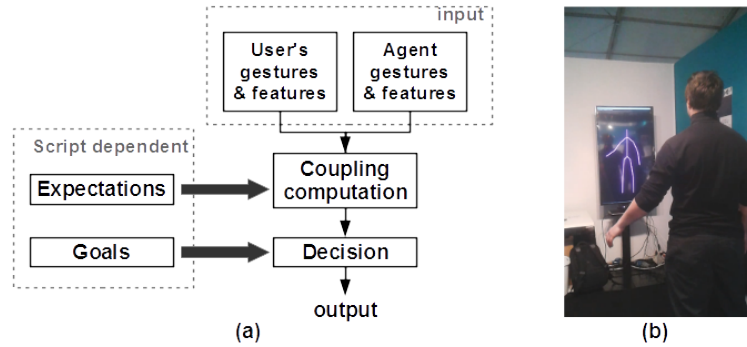 input
User's
gestures
& features
Agent
gestures
& features
Script dependent
Expectations
Coupling
computation
Goals
Decision
output
(a)
(b)